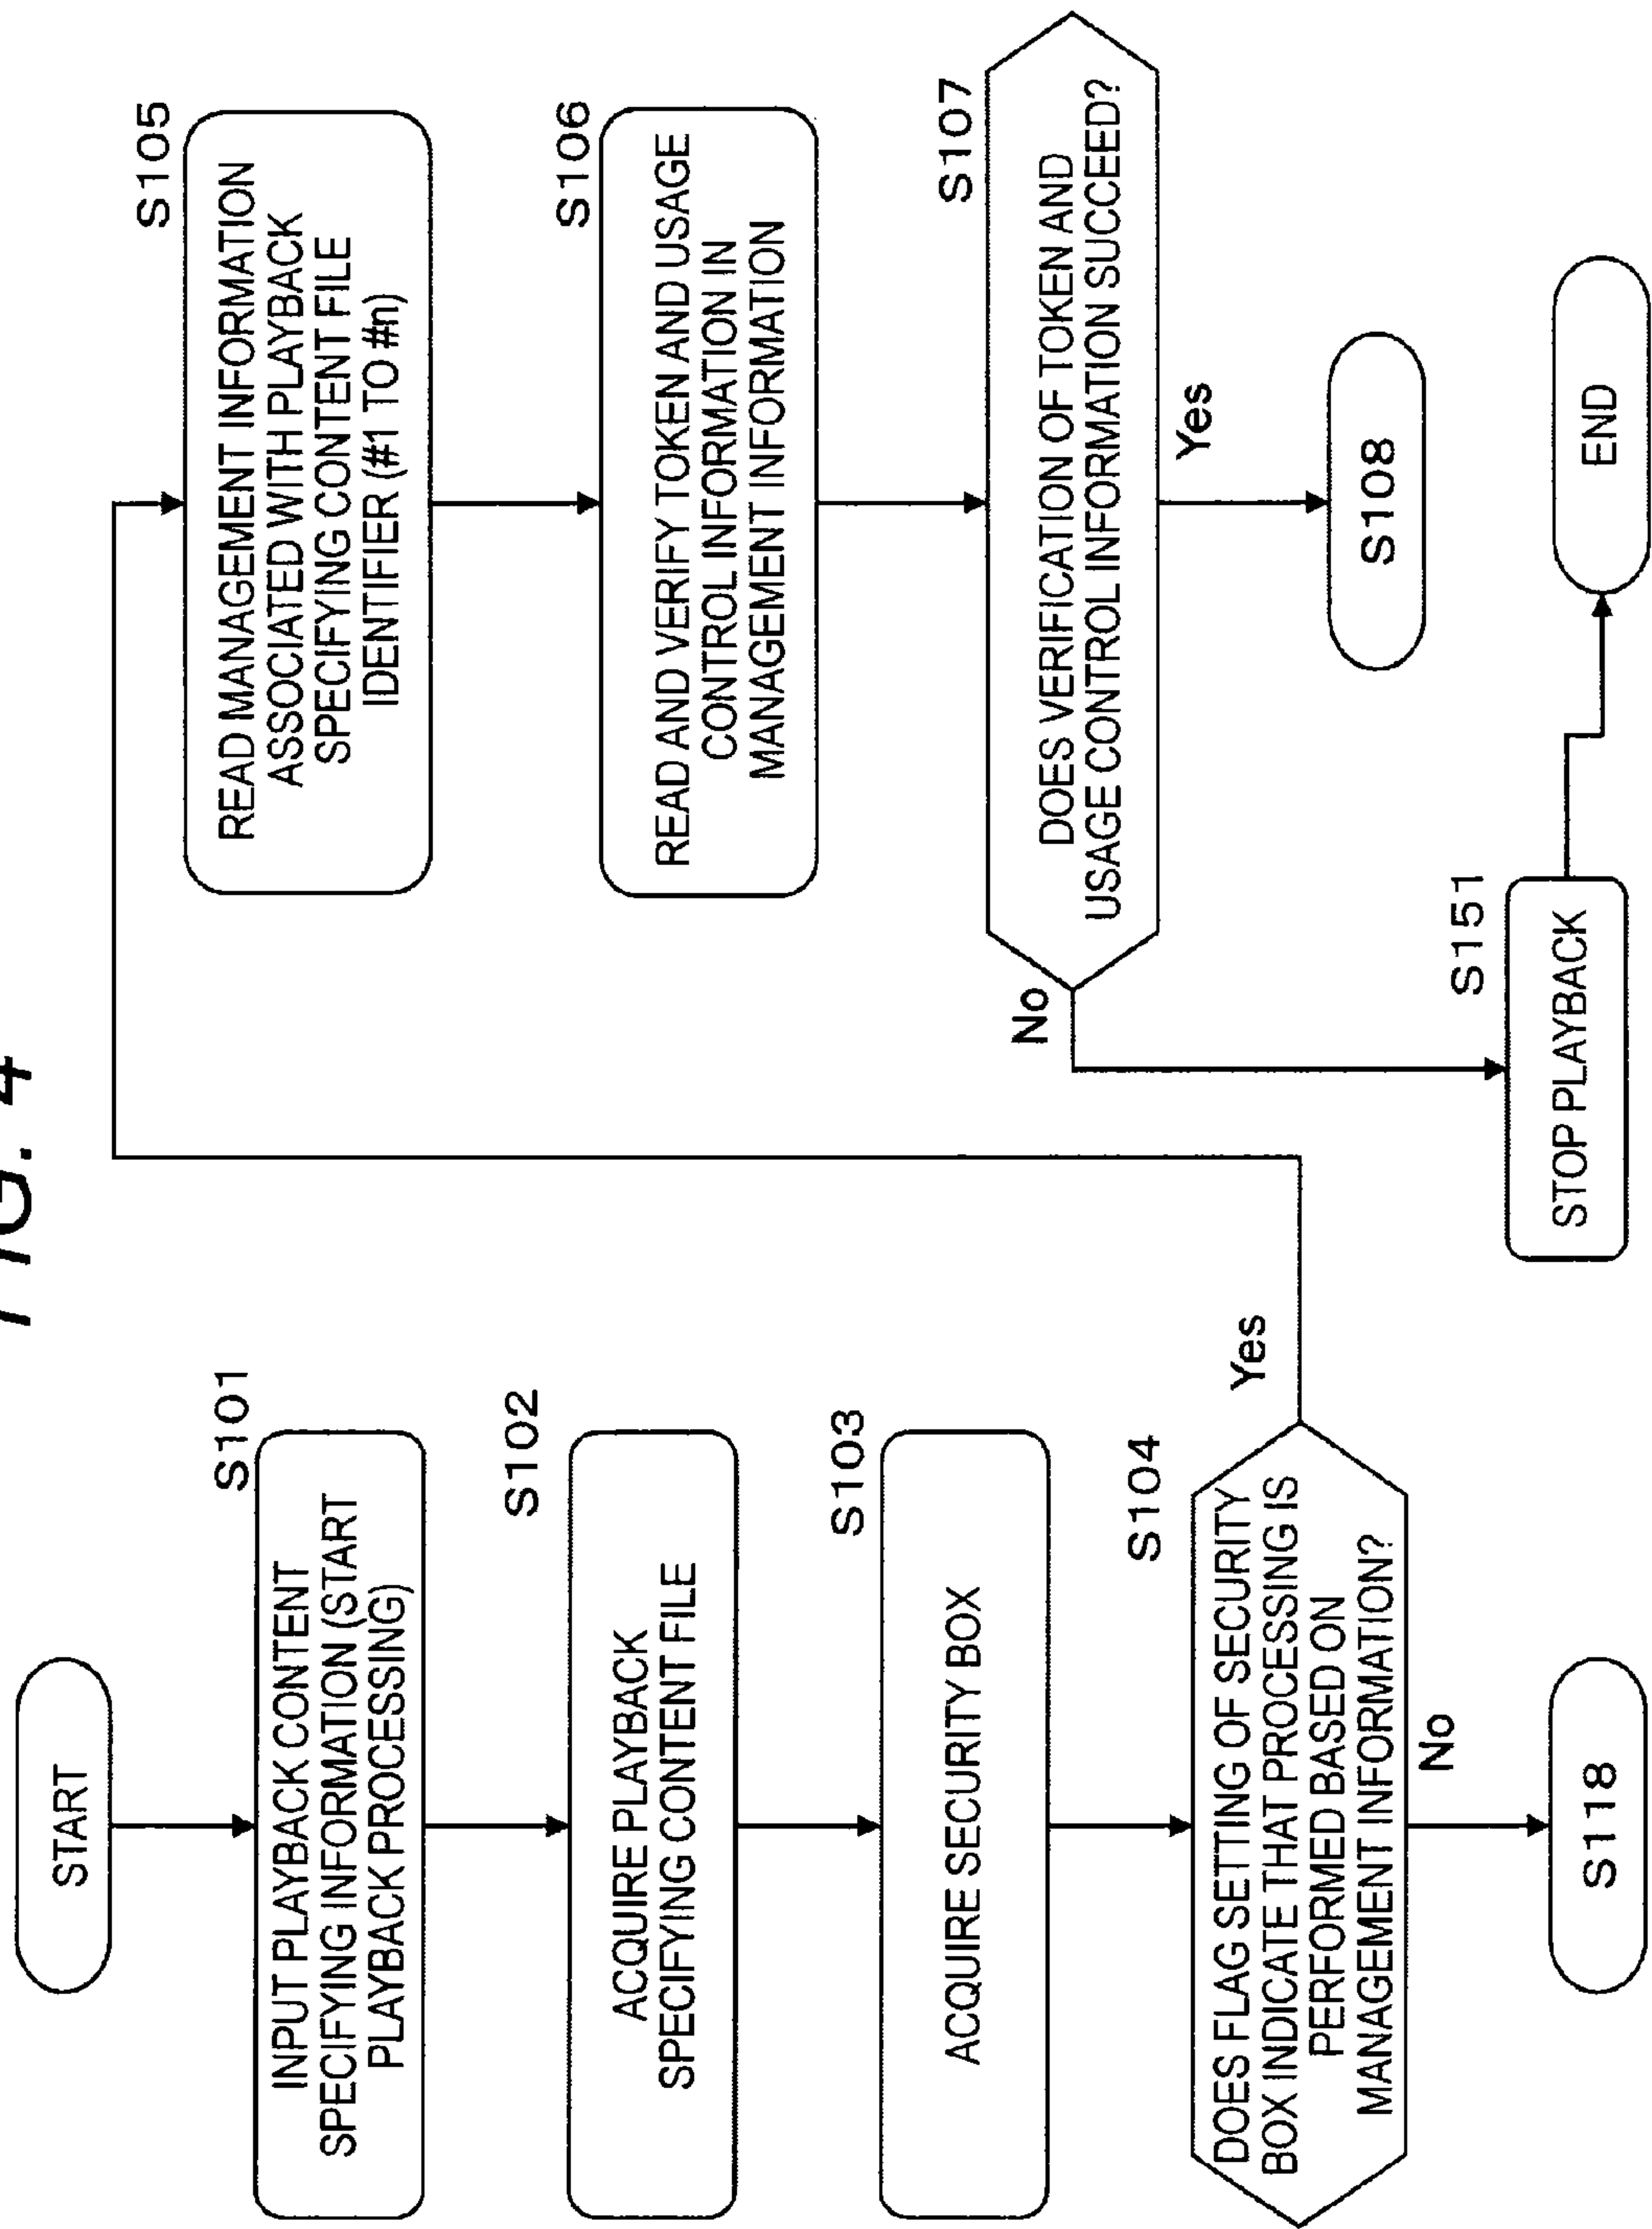 FIG. 4
START
S101
INPUT PLAYBACK CONTENT
SPECIFYING INFORMATION (START
PLAYBACK PROCESSING)
S102
ACQUIRE PLAYBACK
SPECIFYING CONTENT FILE
S103
ACQUIRE SECURITY BOX
S104
DOES FLAG SETTING OF SECURITY
BOX INDICATE THAT PROCESSING IS
PERFORMED BASED ON
MANAGEMENT INFORMATION?
Yes
No
S118
S105
READ MANAGEMENT INFORMATION
ASSOCIATED WITH PLAYBACK
SPECIFYING CONTENT FILE
IDENTIFIER (#1 TO #n)
S106
READ AND VERIFY TOKEN AND USAGE
CONTROL INFORMATION IN
MANAGEMENT INFORMATION
S107
DOES VERIFICATION OF TOKEN AND
USAGE CONTROL INFORMATION SUCCEED?
No
Yes
S108
S151
STOP PLAYBACK
END